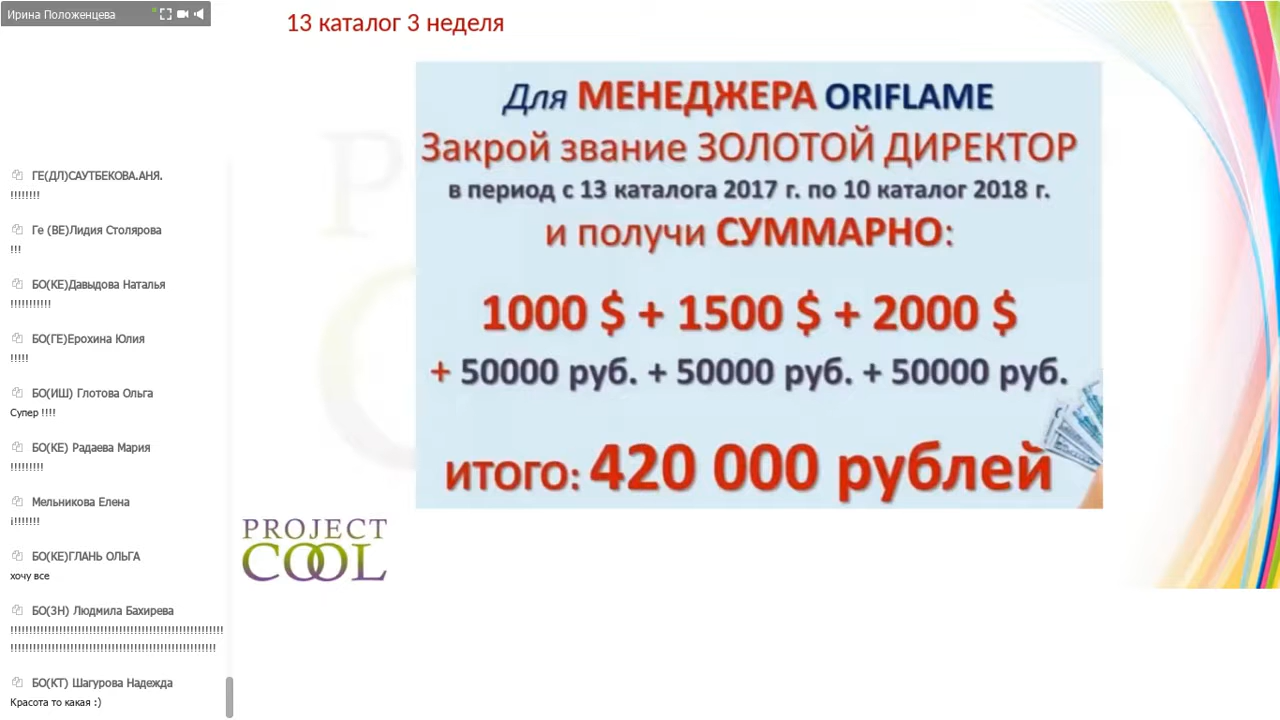 Ирина Положенцева
13 каталог 3 неделя
Для МЕНЕДЖЕРА ORIFLAME
Закрой звание ЗОЛОТОЙ ДИРЕКТОР
в период с 13 каталога 2017 г. по 10 каталог 2018 г.
и получи СУММАРНО:
1000 $ + 1500 $ + 2000 $
+ 50000 руб. + 50000 руб. + 50000 руб.
итого: 420 000 рублей
PROJECT
COOL
ГЕ(ДЛ)САУТБЕКОВА.АНЯ.
!!!!!!!!
Ге (ВЕ)Лидия Столярова
!!!
БО(КЕ)Давыдова Наталья
!!!!!!!!!!!
БО(ГЕ)Ерохина Юлия
!!!!!
БО(ИШ) Глотова Ольга
Супер !!!!
БО(КЕ) Радаева Мария
!!!!!!!!!
Мельникова Елена
i!!!!!!!
БО(КЕ)ГЛАНЬ ОЛЬГА
хочу все
БО(ЗН) Людмила Бахирева
!!!!!!!!!!!!!!!!!!!!!!!!!!!!!!!!!!!!!!!!!!!!!!!!!!!!!!!!!
!!!!!!!!!!!!!!!!!!!!!!!!!!!!!!!!!!!!!!!!!!!!!!!!!!!!!!!
БО(КТ) Шагурова Надежда
Красота то какая :)